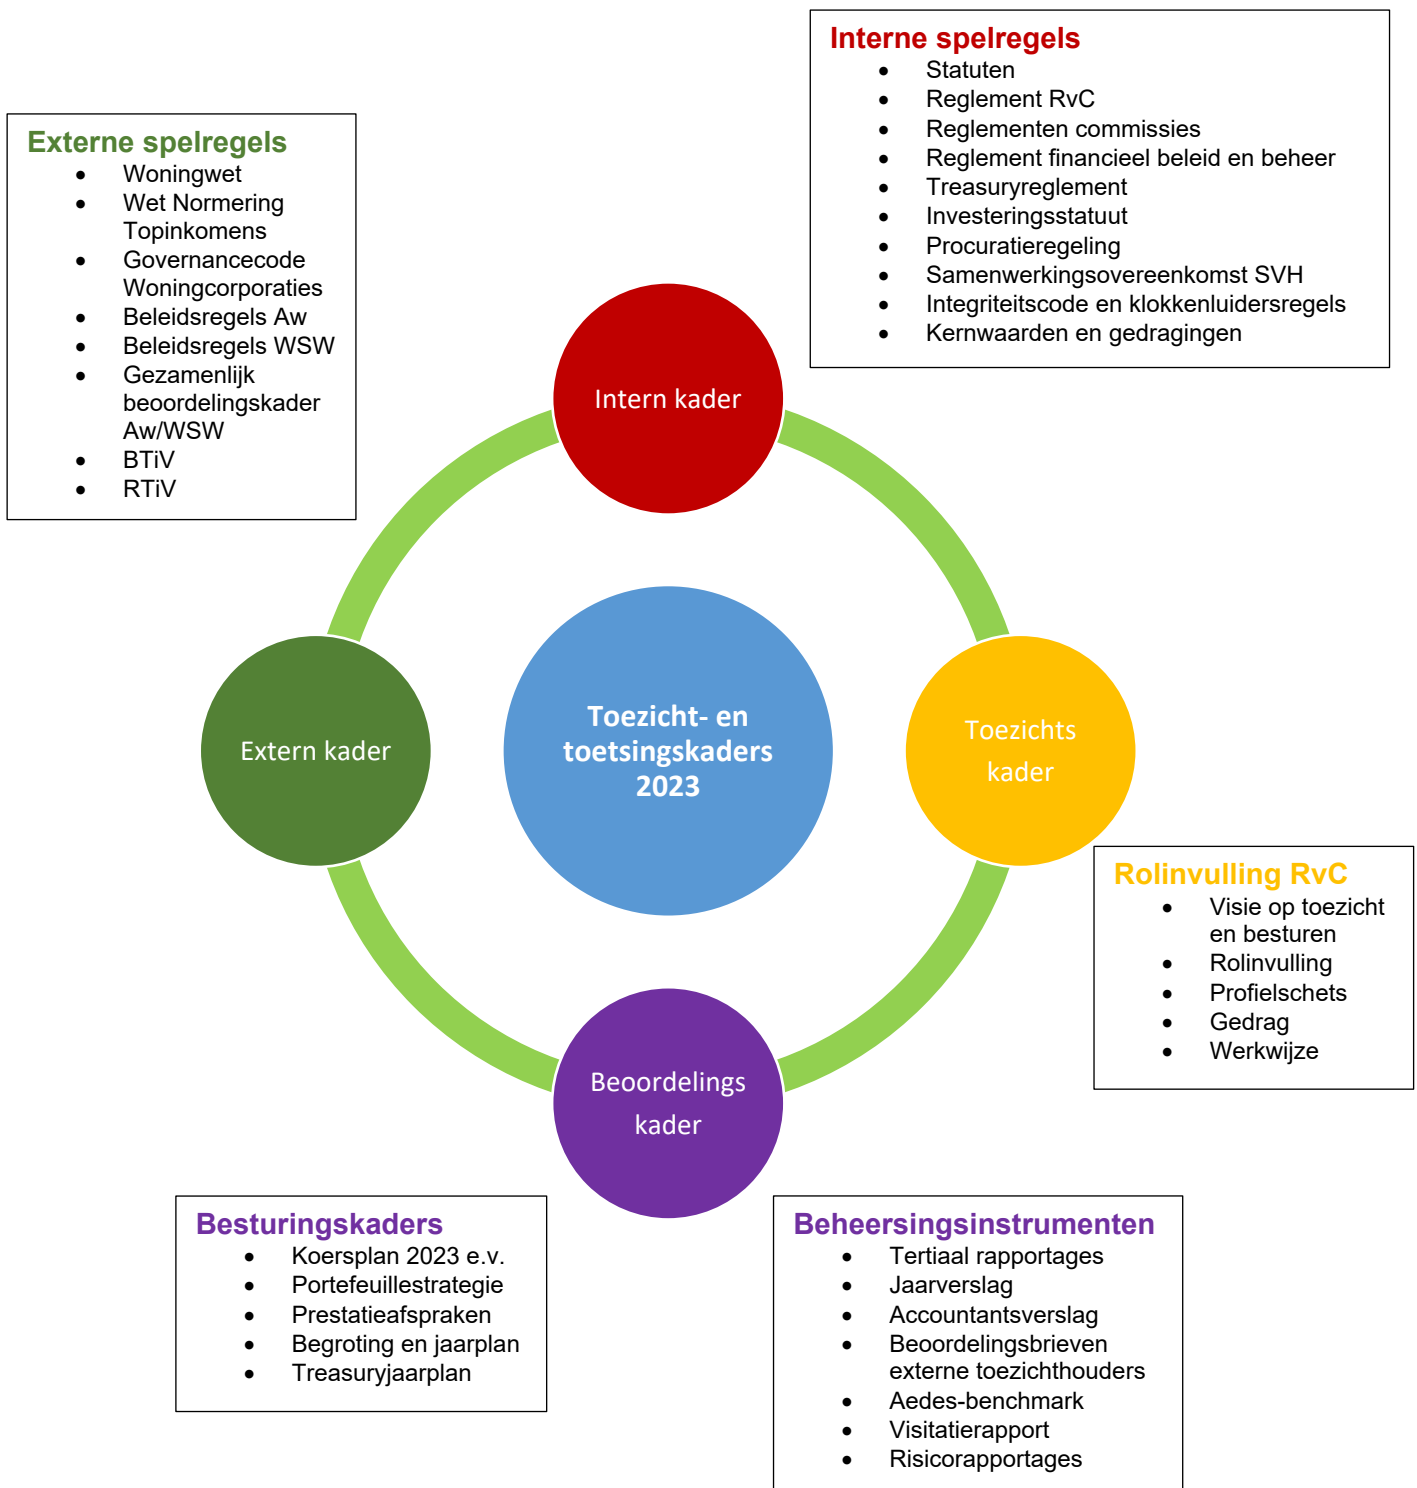 Interne spelregels
• Statuten
• Reglement RvC
• Reglementen commissies
• Reglement financieel beleid en beheer
• Treasuryreglement
• Investeringsstatuut
• Procuratieregeling
• Samenwerkingsovereenkomst SVH
• Integriteitscode en klokkenluidersregels
• Kernwaarden en gedragingen
Externe spelregels
• Woningwet
• Wet Normering
Topinkomens
• Governancecode
Woningcorporaties
• Beleidsregels Aw
• Beleidsregels WSW
• Gezamenlijk
beoordelingskader
Aw/WSW
• BTiV
• RTiV
Intern kader
Extern kader
Toezicht- en
toetsingskaders
2023
Toezichts
kader
Rolinvulling RvC
• Visie op toezicht
en besturen
• Rolinvulling
• Profielschets
• Gedrag
• Werkwijze
Beoordelings
kader
Besturingskaders
• Koersplan 2023 e.v.
• Portefeuillestrategie
• Prestatieafspraken
• Begroting en jaarplan
• Treasuryjaarplan
Beheersingsinstrumenten
• Tertiaal rapportages
• Jaarverslag
• Accountantsverslag
• Beoordelingsbrieven
externe toezichthouders
• Aedes-benchmark
• Visitatierapport
• Risicorapportages